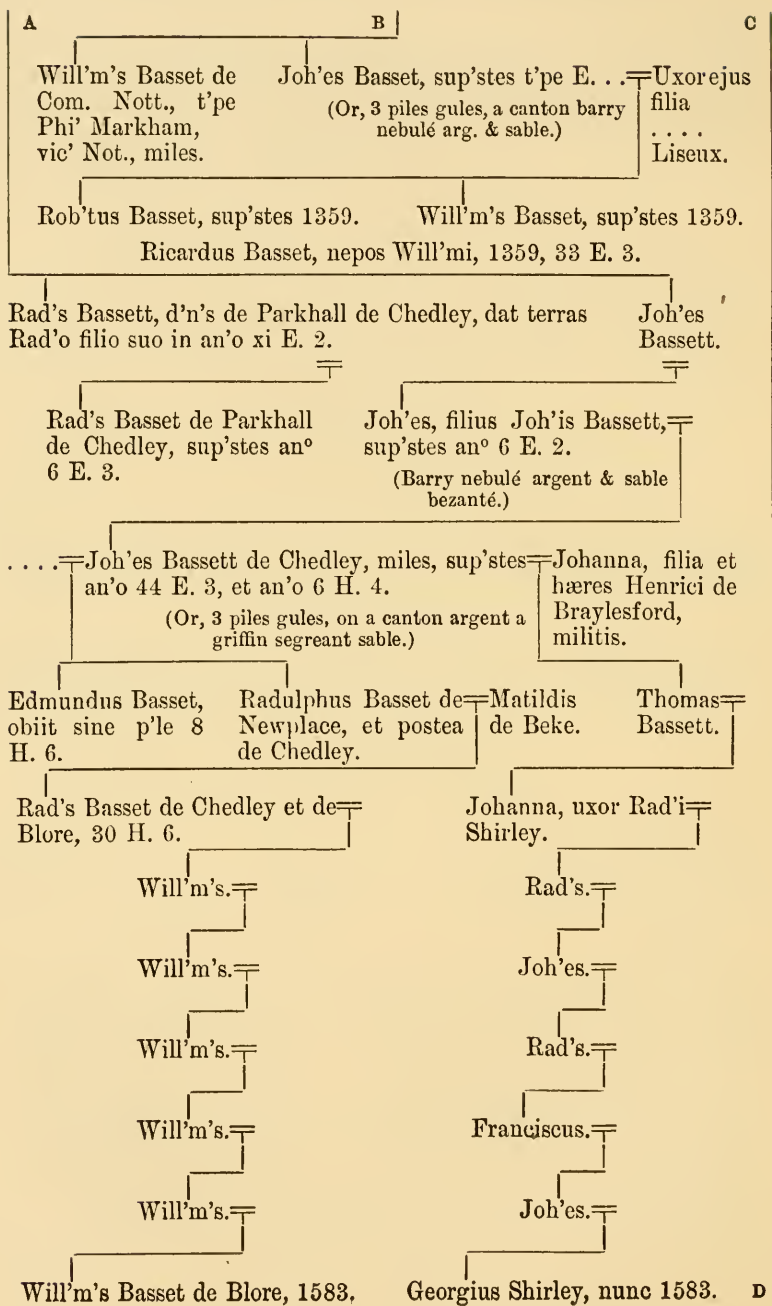 A B C
Will'm's Basset de
Com. Nott., t'pe
Phi' Markham,
vic' Not., miles.
Joh'es Basset, sup'stes t'pe E. . .
(Or, 3 piles gules, a canton barry
nebulé arg. & sable.)
Uxor ejus
filia
. . . .
Liseux.
Rob'tus Basset, sup'stes 1359. Will'm's Basset, sup'stes 1359.
Ricardus Basset, nepos Will'mi, 1359, 33 E. 3.
Rad's Bassett, d'n's de Parkhall de Chedley, dat terras
Rad'o filio suo in an'o xi E. 2.
Joh'es
Bassett.
Rad's Basset de Parkhall
de Chedley, sup'stes anº
6 E. 3.
Joh'es, filius Joh'is Bassett,
sup'stes anº 6 E. 2.
(Barry nebulé argent & sable
bezanté.)
. . . .
Joh'es Bassett de Chedley, miles, sup'stes
an'o 44 E. 3, et an'o 6 H. 4.
(Or, 3 piles gules, on a canton argent a
griffin segreant sable.)
Johanna, filia et
hæres Henrici de
Braylesford,
militis.
Edmundus Basset,
obiit sine p'le 8
H. 6.
Radulphus Basset de
Newplace, et postea
de Chedley.
Matildis
de Beke.
Thomas
Bassett.
Rad's Basset de Chedley et de
Blore, 30 H. 6.
Johanna, uxor Rad'i
Shirley.
Will'm's. Rad's.
Will'm's. Joh'es.
Will'm's. Rad's.
Will'm's. Franciscus.
Will'm's. Joh'es.
Will'm's Basset de Blore, 1583. Georgius Shirley, nunc 1583. D